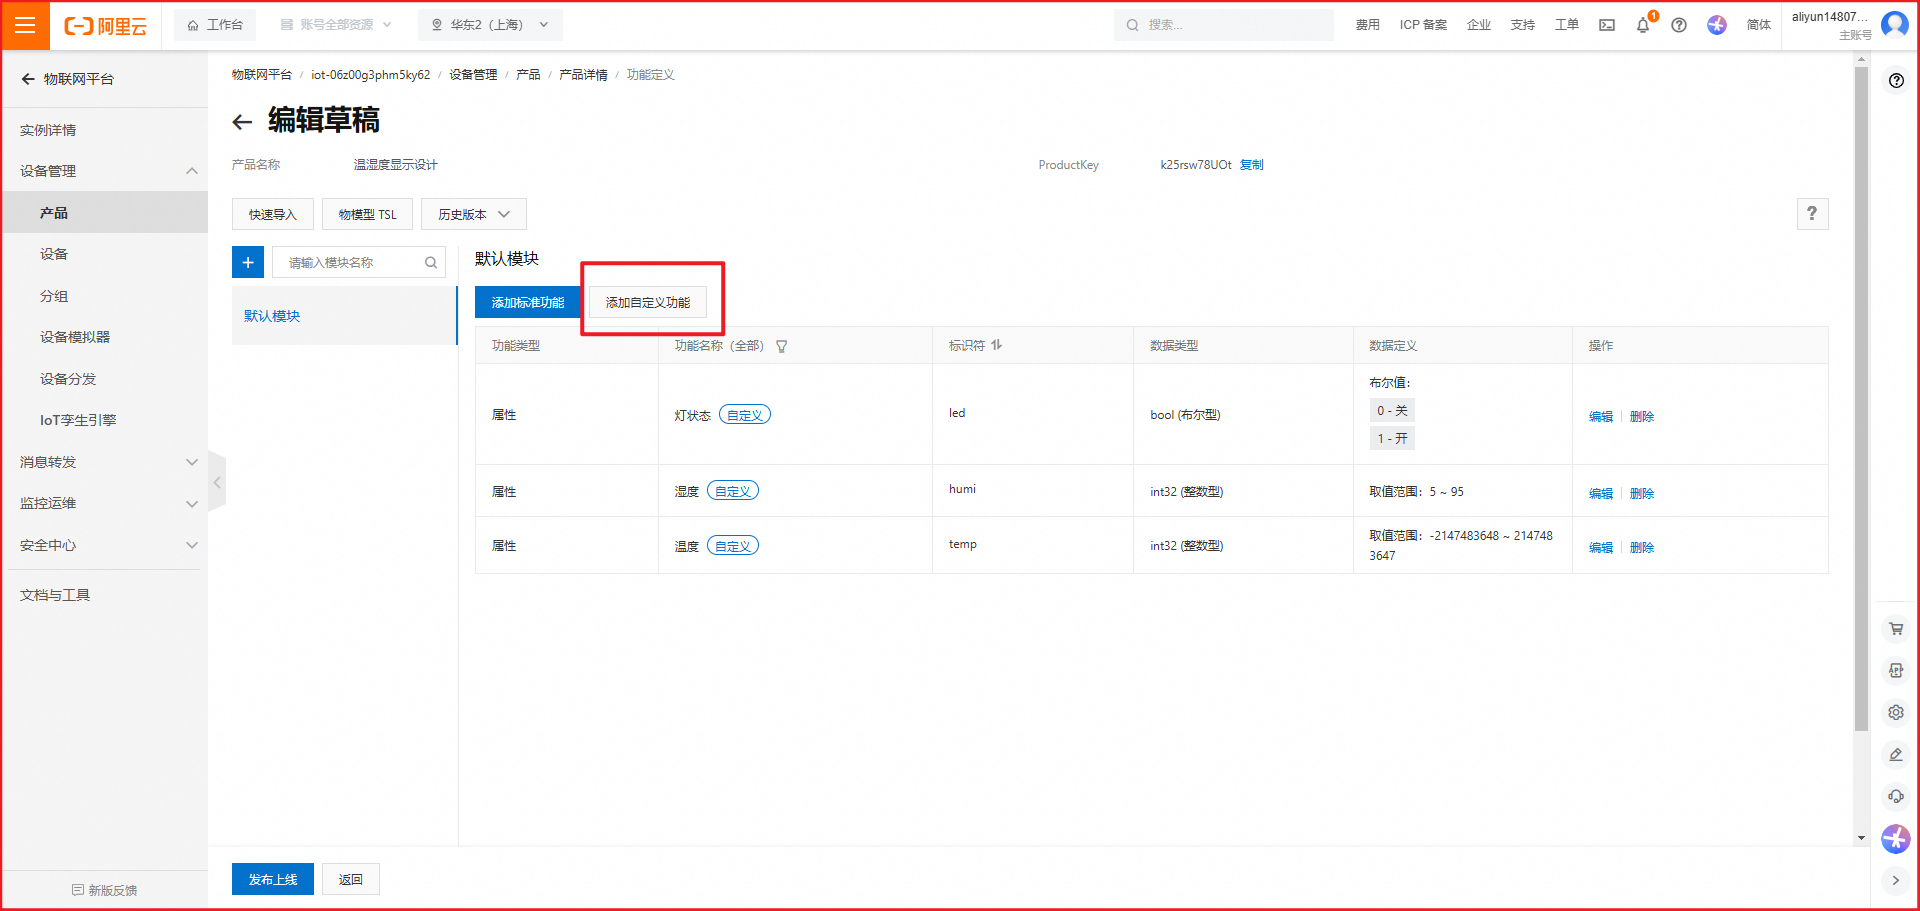 阿里云
工作台
账号全部资源
华东2（上海）
搜索...
费用
ICP 备案
企业
支持
工单
1
简体
aliyun14807...
主账号
物联网平台
实例详情
设备管理
产品
设备
分组
设备模拟器
设备分发
IoT孪生引擎
消息转发
监控运维
安全中心
文档与工具
新版反馈
物联网平台 / iot-06z00g3phm5ky62 / 设备管理 / 产品 / 产品详情 / 功能定义
编辑草稿
产品名称 温湿度显示设计 ProductKey k25rsw78UOt 复制
快速导入 物模型 TSL 历史版本 ?
+ 请输入模块名称
默认模块
默认模块
添加标准功能 添加自定义功能
功能类型 功能名称（全部） 标识符 数据类型 数据定义 操作
属性 灯状态 自定义 led bool (布尔型) 布尔值：
0 - 关
1 - 开
编辑 删除
属性 湿度 自定义 humi int32 (整数型) 取值范围：5 ~ 95 编辑 删除
属性 温度 自定义 temp int32 (整数型) 取值范围：-2147483648 ~ 214748
3647
编辑 删除
发布上线 返回